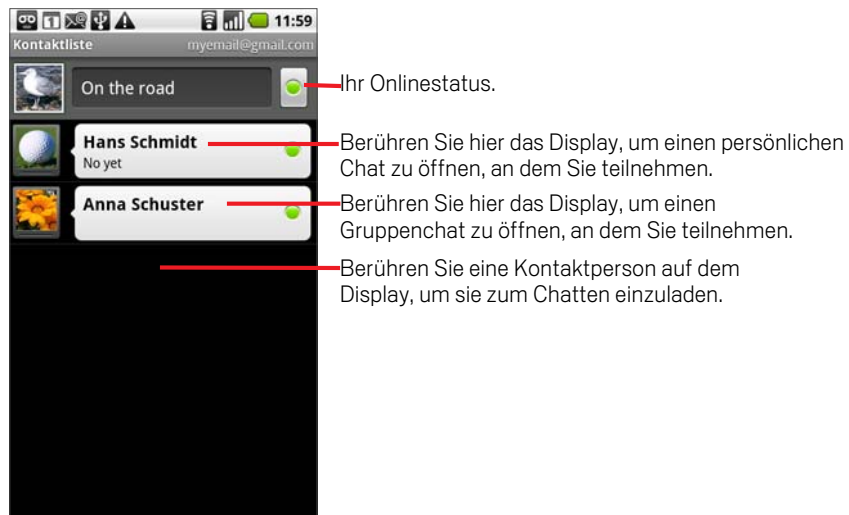 11:59
Kontaktliste myemail@gmail.com
On the road
Ihr Onlinestatus.
Hans Schmidt
No yet
Berühren Sie hier das Display, um einen persönlichen
Chat zu öffnen, an dem Sie teilnehmen.
Anna Schuster
Berühren Sie hier das Display, um einen
Gruppenchat zu öffnen, an dem Sie teilnehmen.
Berühren Sie eine Kontaktperson auf dem
Display, um sie zum Chatten einzuladen.